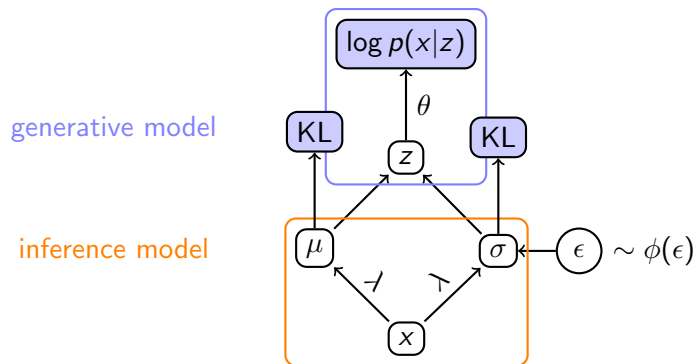 log p(x|z)
θ
generative model
KL
KL
z
inference model
μ
σ
ϵ
∼ ϕ(ϵ)
λ
λ
x